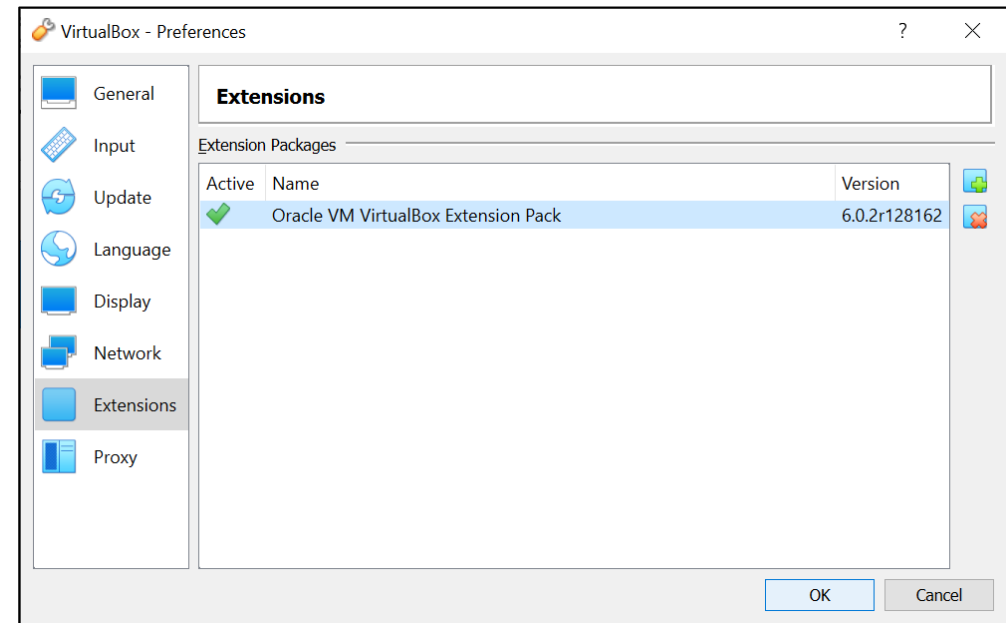 VirtualBox - Preferences ?
General
Input
Update
Language
Display
Network
Extensions
Proxy
Extensions
Extension Packages
Active Name Version
Oracle VM VirtualBox Extension Pack 6.0.2r128162
OK Cancel